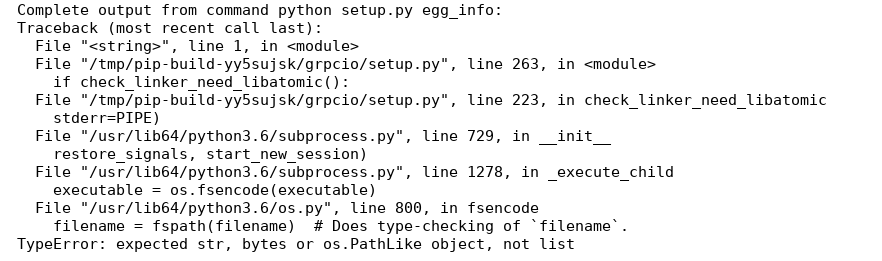 Complete output from command python setup.py egg_info:
Traceback (most recent call last):
  File "<string>", line 1, in <module>
  File "/tmp/pip-build-yy5sujsk/grpcio/setup.py", line 263, in <module>
    if check_linker_need_libatomic():
  File "/tmp/pip-build-yy5sujsk/grpcio/setup.py", line 223, in check_linker_need_libatomic
    stderr=PIPE)
  File "/usr/lib64/python3.6/subprocess.py", line 729, in __init__
    restore_signals, start_new_session)
  File "/usr/lib64/python3.6/subprocess.py", line 1278, in _execute_child
    executable = os.fsencode(executable)
  File "/usr/lib64/python3.6/os.py", line 800, in fsencode
    filename = fspath(filename)  # Does type-checking of `filename`.
TypeError: expected str, bytes or os.PathLike object, not list